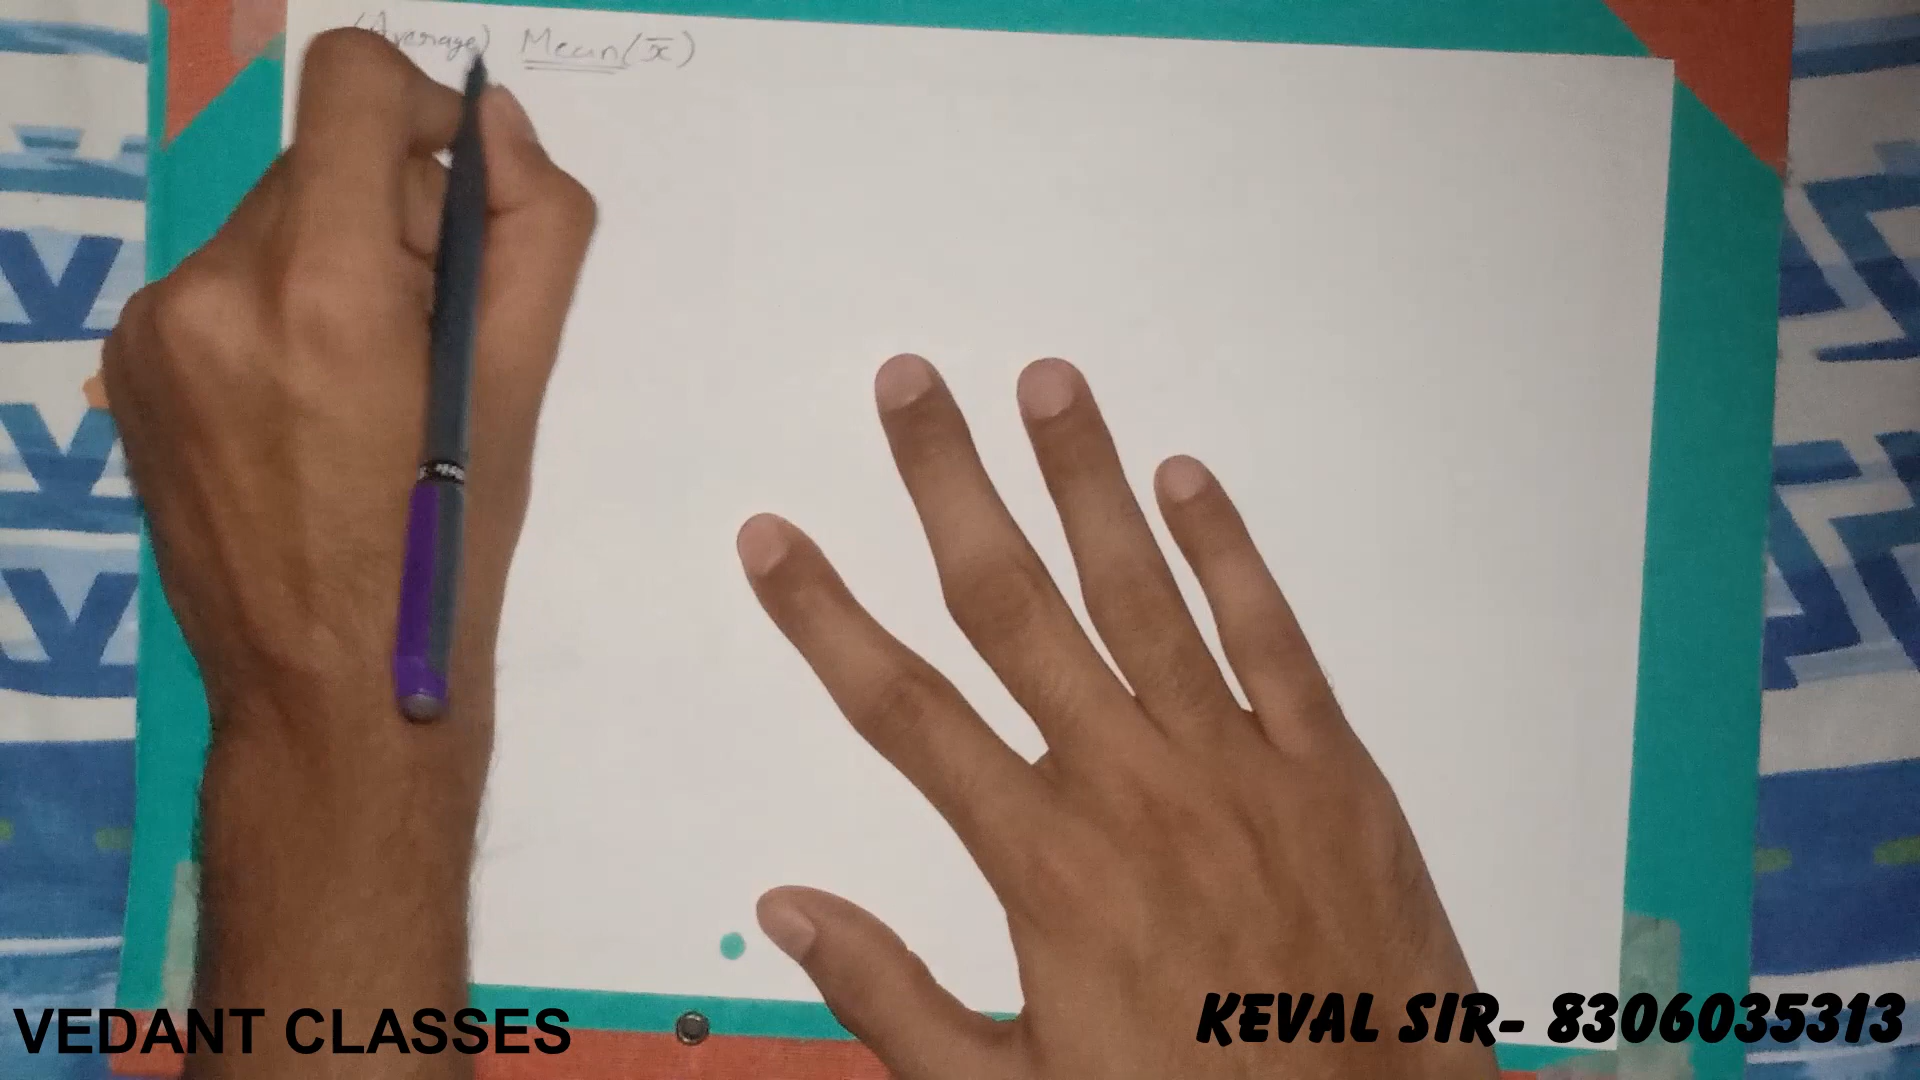 (Average) Mean (x̄)
VEDANT CLASSES
KEVAL SIR- 8306035313